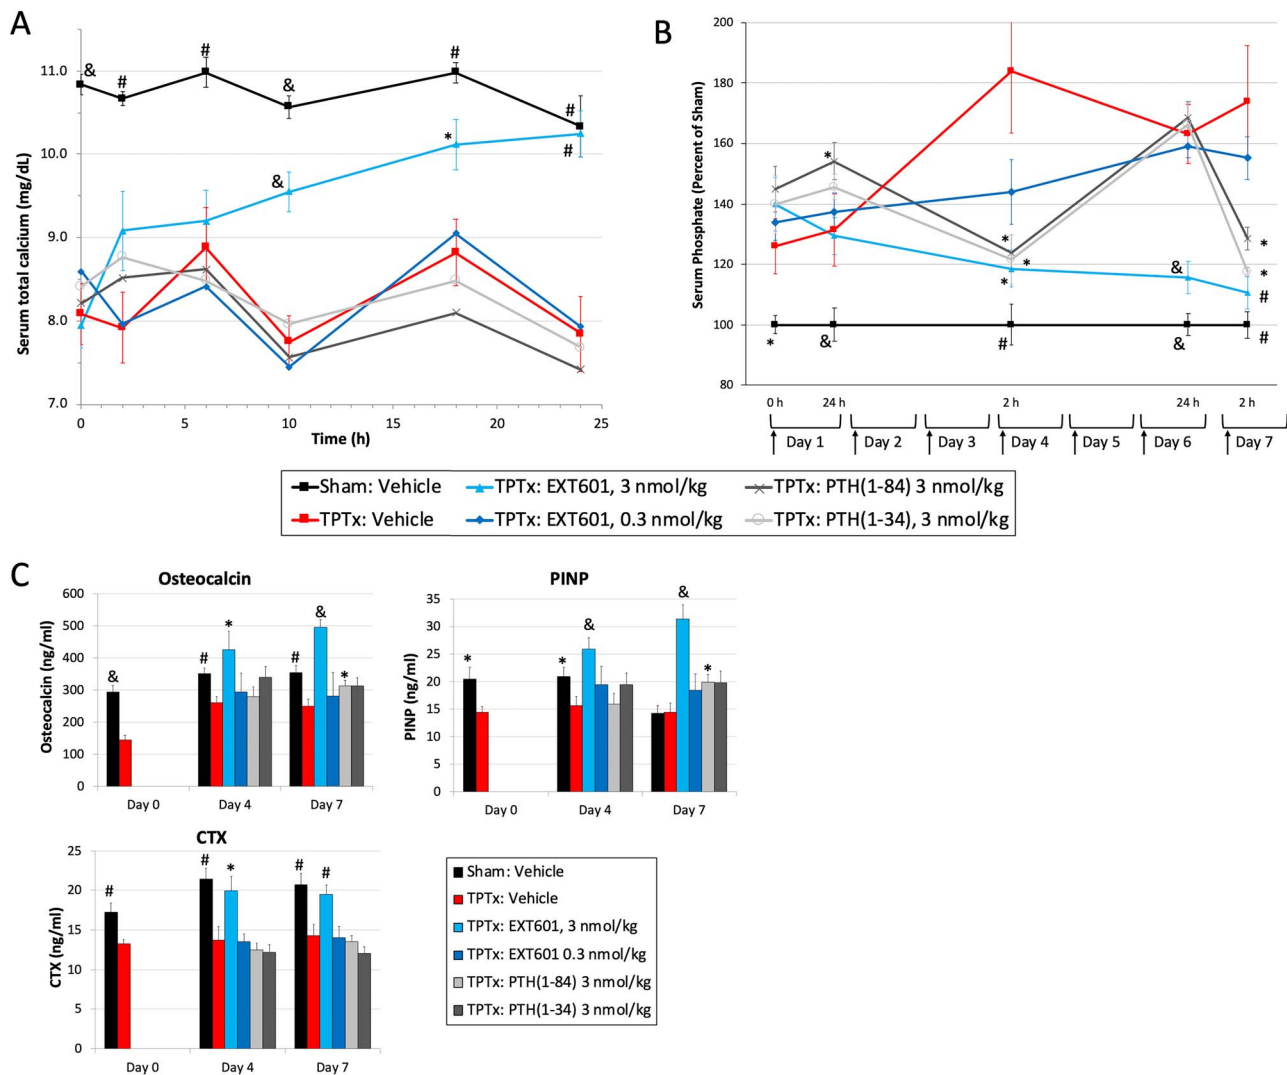 A
Serum total calcium (mg/dL)
11.0
10.0
9.0
8.0
7.0
& # # & # #
* #
&
0 5 10 15 20 25
Time (h)
B
Serum Phosphate (Percent of Sham)
200
180
160
140
120
100
80
*
* * *
& * * #
* & # & #
0 h 24 h 2 h 24 h 2 h
Day 1 Day 2 Day 3 Day 4 Day 5 Day 6 Day 7
Sham: Vehicle TPTx: EXT601, 3 nmol/kg TPTx: PTH(1-84) 3 nmol/kg
TPTx: Vehicle TPTx: EXT601, 0.3 nmol/kg TPTx: PTH(1-34), 3 nmol/kg
C
Osteocalcin
Osteocalcin (ng/ml)
600
500
400
300
200
100
0
& # * # & *
Day 0 Day 4 Day 7
PINP
PINP (ng/ml)
35
30
25
20
15
10
5
0
* * & & *
Day 0 Day 4 Day 7
CTX
CTX (ng/ml)
25
20
15
10
5
0
# # * # #
Day 0 Day 4 Day 7
Sham: Vehicle
TPTx: Vehicle
TPTx: EXT601, 3 nmol/kg
TPTx: EXT601 0.3 nmol/kg
TPTx: PTH(1-84) 3 nmol/kg
TPTx: PTH(1-34) 3 nmol/kg